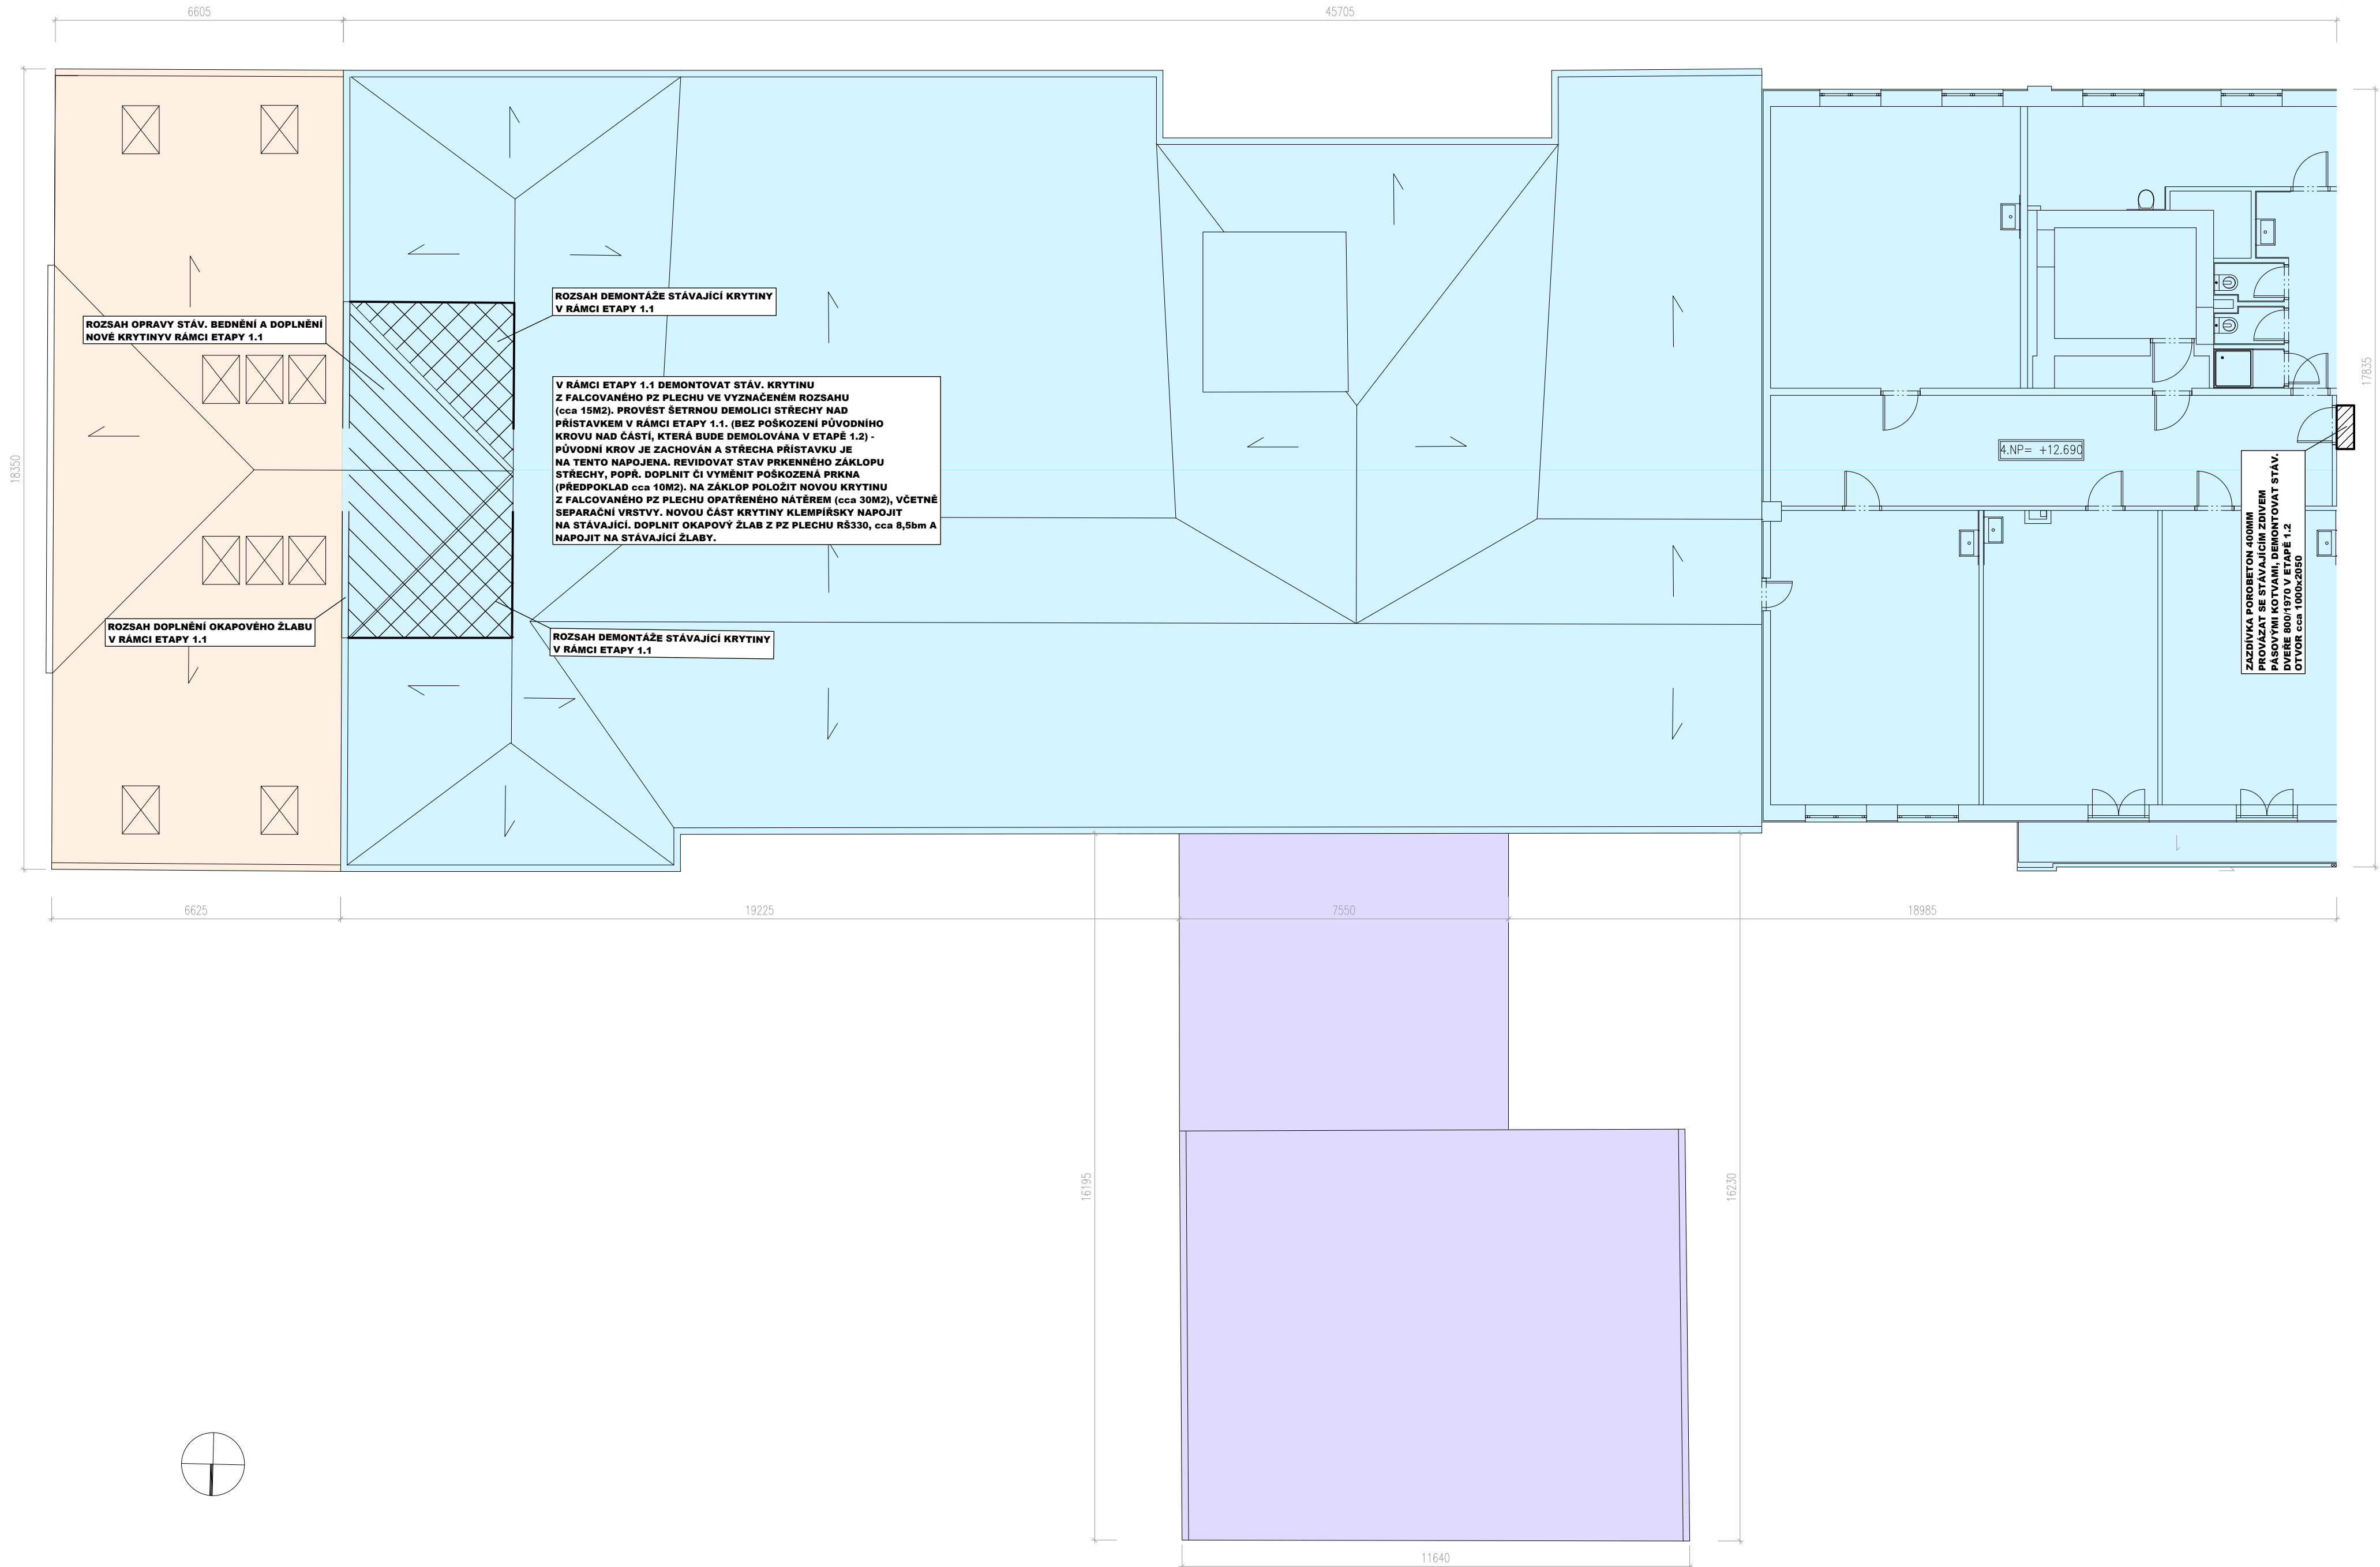 6605
45705
18350
17835
ROZSAH DEMONTÁŽE STÁVAJÍCÍ KRYTINY
V RÁMCI ETAPY 1.1
ROZSAH OPRAVY STÁV. BEDNĚNÍ A DOPLNĚNÍ
NOVÉ KRYTINYV RÁMCI ETAPY 1.1
V RÁMCI ETAPY 1.1 DEMONTOVAT STÁV. KRYTINU
Z FALCOVANÉHO PZ PLECHU VE VYZNAČENÉM ROZSAHU
(cca 15M2). PROVÉST ŠETRNOU DEMOLICI STŘECHY NAD
PŘÍSTAVKEM V RÁMCI ETAPY 1.1. (BEZ POŠKOZENÍ PŮVODNÍHO
KROVU NAD ČÁSTÍ, KTERÁ BUDE DEMOLOVÁNA V ETAPĚ 1.2) -
PŮVODNÍ KROV JE ZACHOVÁN A STŘECHA PŘÍSTAVKU JE
NA TENTO NAPOJENA. REVIDOVAT STAV PRKENNÉHO ZÁKLOPU
STŘECHY, POPŘ. DOPLNIT ČI VYMĚNIT POŠKOZENÁ PRKNA
(PŘEDPOKLAD cca 10M2). NA ZÁKLOP POLOŽIT NOVOU KRYTINU
Z FALCOVANÉHO PZ PLECHU OPATŘENÉHO NÁTĚREM (cca 30M2), VČETNĚ
SEPARAČNÍ VRSTVY. NOVOU ČÁST KRYTINY KLEMPÍŘSKY NAPOJIT
NA STÁVAJÍCÍ. DOPLNIT OKAPOVÝ ŽLAB Z PZ PLECHU RŠ330, cca 8,5bm A
NAPOJIT NA STÁVAJÍCÍ ŽLABY.
4.NP= +12.690
ZAZDÍVKA POROBETON 400MM
PROVÁZAT SE STÁVAJÍCÍM ZDIVEM
PÁSOVÝMI KOTVAMI, DEMONTOVAT STÁV.
DVEŘE 800/1970 V ETAPĚ 1.2
OTVOR cca 1000x2050
ROZSAH DOPLNĚNÍ OKAPOVÉHO ŽLABU
V RÁMCI ETAPY 1.1
ROZSAH DEMONTÁŽE STÁVAJÍCÍ KRYTINY
V RÁMCI ETAPY 1.1
6625
19225
7550
18985
16195
16230
11640